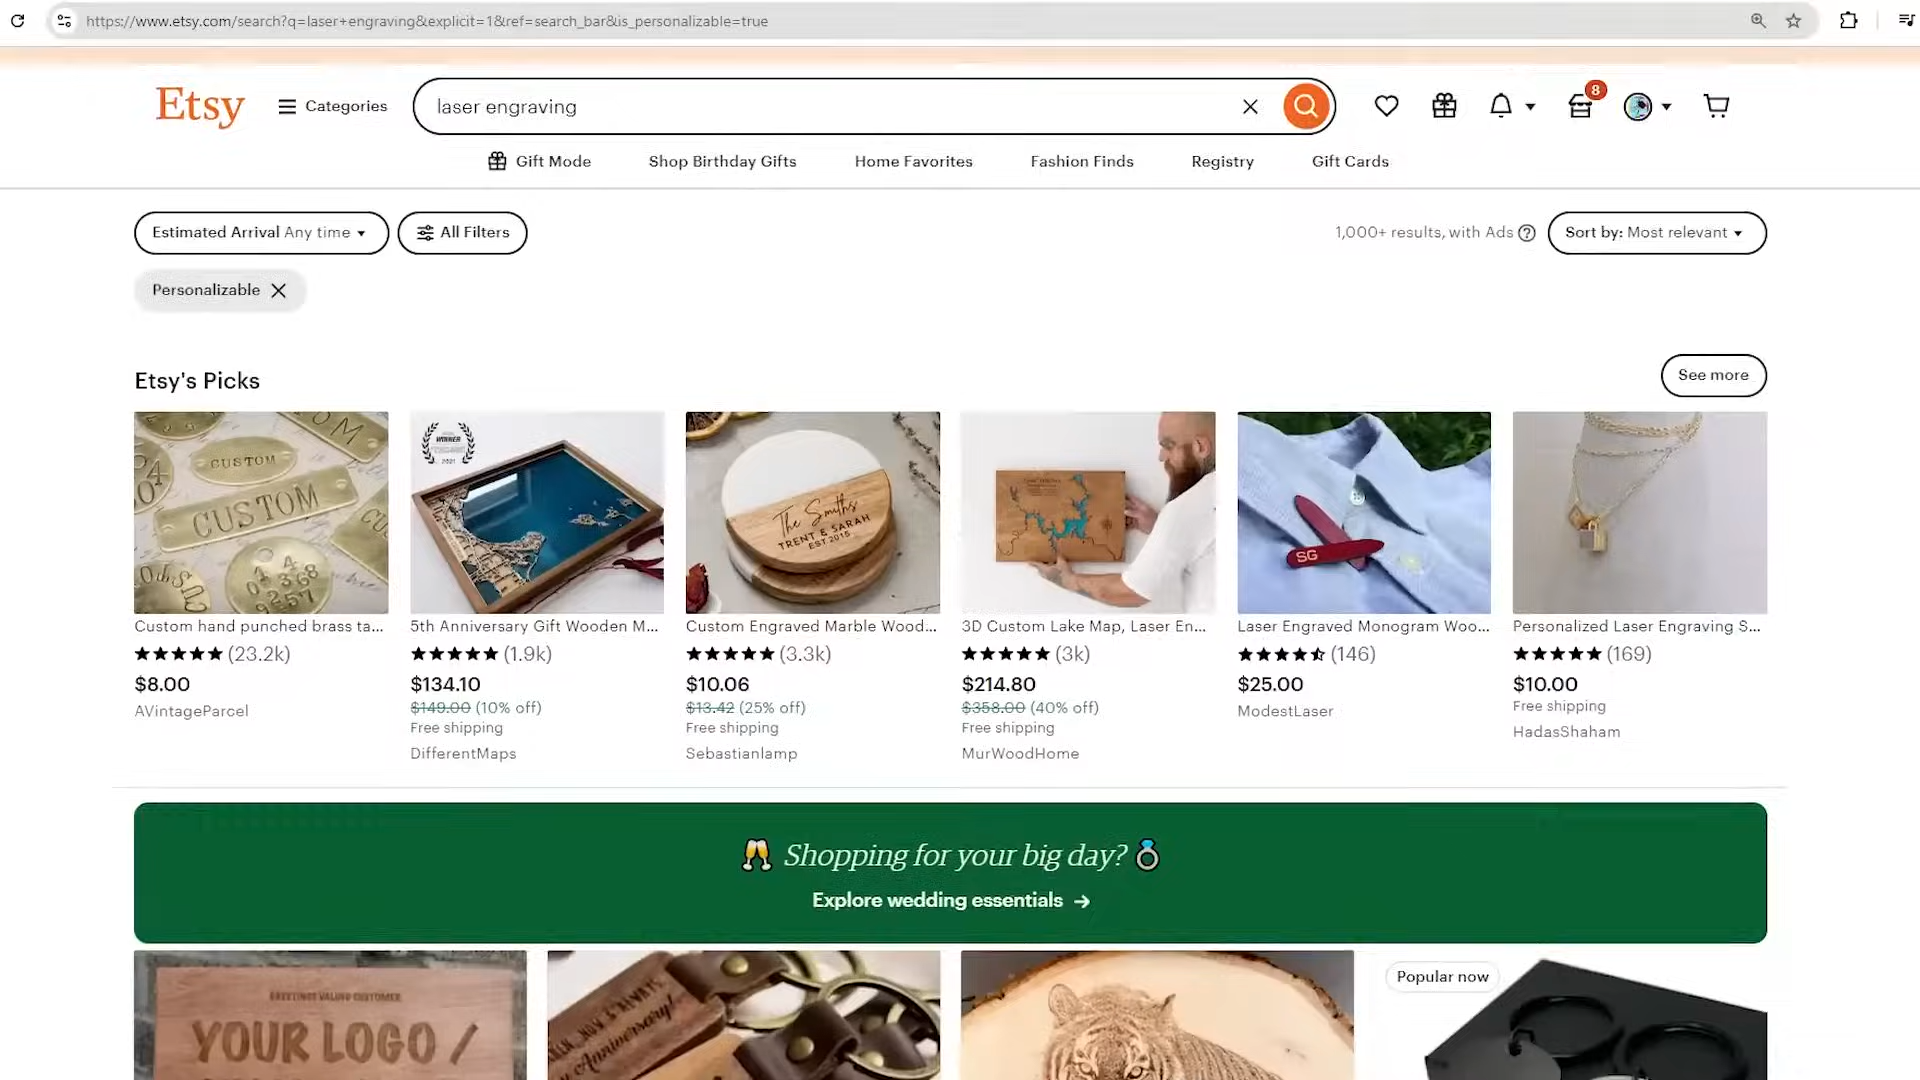 https://www.etsy.com/search?q=laser+engraving&explicit=1&ref=search_bar&is_personalizable=true
Etsy
Categories
laser engraving
8
Gift Mode
Shop Birthday Gifts
Home Favorites
Fashion Finds
Registry
Gift Cards
Estimated Arrival Any time
All Filters
1,000+ results, with Ads
Sort by: Most relevant
Personalizable
Etsy's Picks
See more
CUSTOM
CUSTOM
WINNER
2021
The Smiths
TRENT & SARAH
EST. 2015
SG
Custom hand punched brass ta...
(23.2k)
$8.00
AVintageParcel
5th Anniversary Gift Wooden M...
(1.9k)
$134.10
$149.00 (10% off)
Free shipping
DifferentMaps
Custom Engraved Marble Wood...
(3.3k)
$10.06
$13.42 (25% off)
Free shipping
Sebastianlamp
3D Custom Lake Map, Laser En...
(3k)
$214.80
$358.00 (40% off)
Free shipping
MurWoodHome
Laser Engraved Monogram Woo...
(146)
$25.00
ModestLaser
Personalized Laser Engraving S...
(169)
$10.00
Free shipping
HadasShaham
Shopping for your big day?
Explore wedding essentials →
GREETINGS VALUED CUSTOMER
YOUR LOGO /
Anniversary!
Popular now